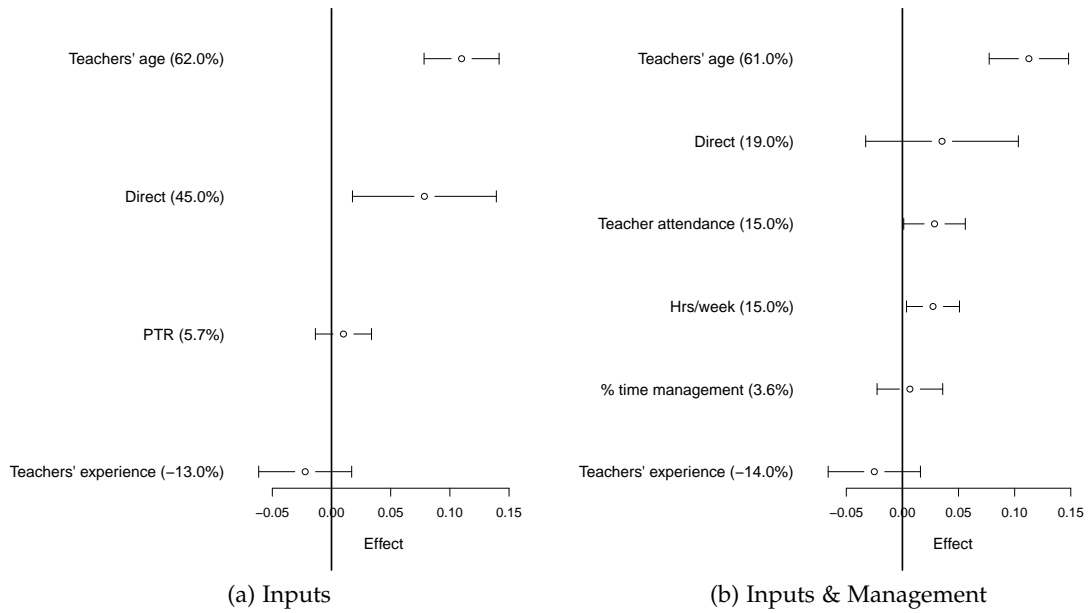 Teachers' age (62.0%)
Direct (45.0%)
PTR (5.7%)
Teachers' experience (−13.0%)
−0.05 0.00 0.05 0.10 0.15
Effect
(a) Inputs
Teachers' age (61.0%)
Direct (19.0%)
Teacher attendance (15.0%)
Hrs/week (15.0%)
% time management (3.6%)
Teachers' experience (−14.0%)
−0.05 0.00 0.05 0.10 0.15
Effect
(b) Inputs & Management